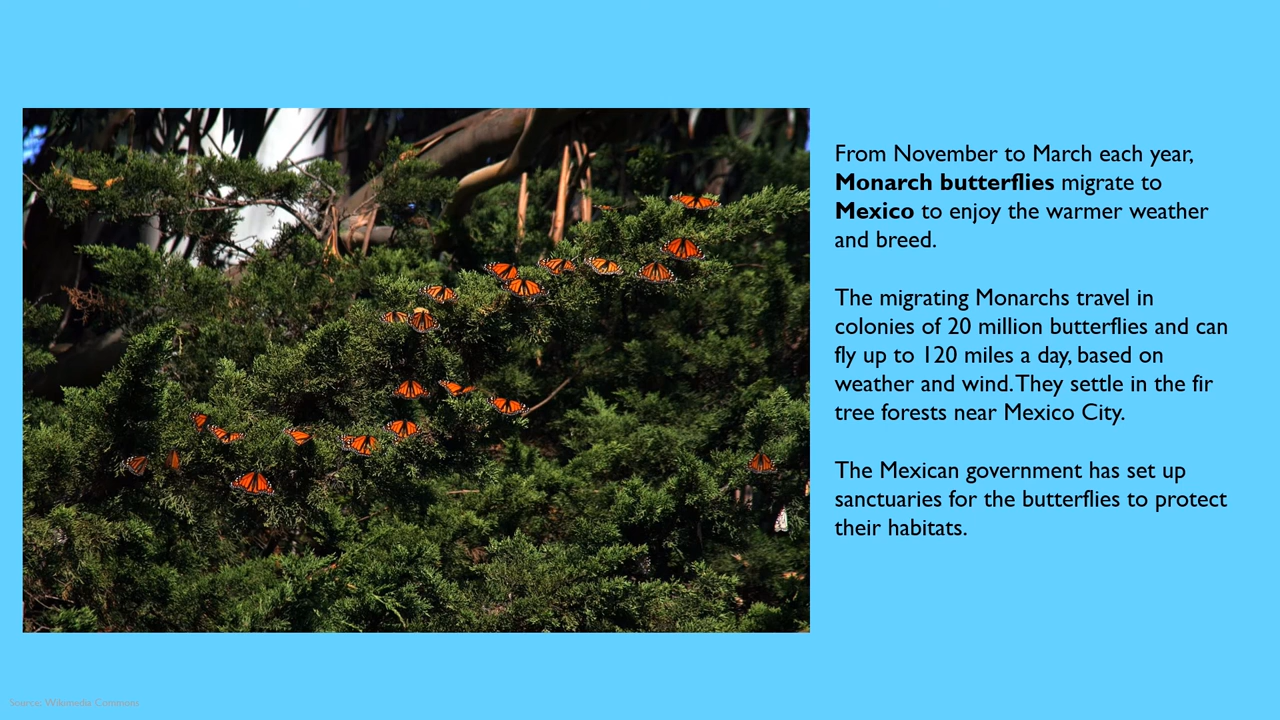 From November to March each year,
Monarch butterflies migrate to
Mexico to enjoy the warmer weather
and breed.
The migrating Monarchs travel in
colonies of 20 million butterflies and can
fly up to 120 miles a day, based on
weather and wind. They settle in the fir
tree forests near Mexico City.
The Mexican government has set up
sanctuaries for the butterflies to protect
their habitats.
Source: Wikimedia Commons